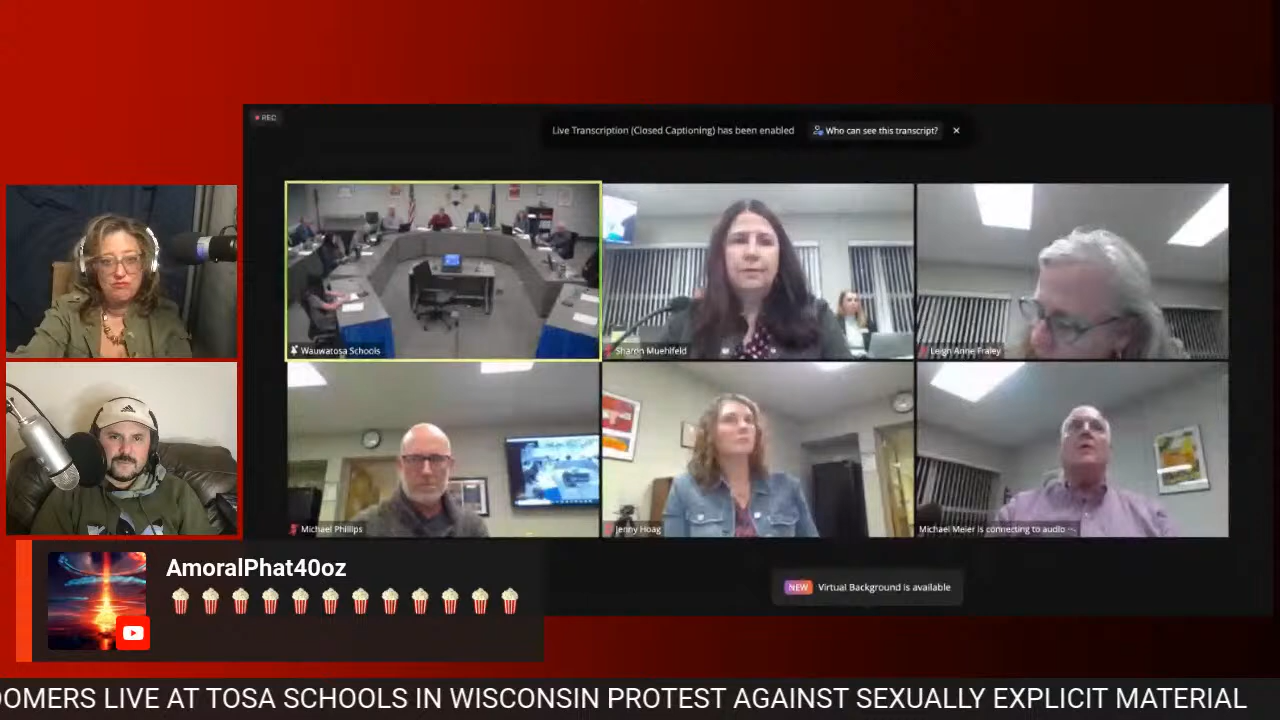 REC
Live Transcription (Closed Captioning) has been enabled
Who can see this transcript?
Wauwatosa Schools
Sharon Muehlfeld
Leigh Anne Fraley
Michael Phillips
Jenny Hoag
Michael Meier is connecting to audio
NEW Virtual Background is available
AmoralPhat40oz
OOMERS LIVE AT TOSA SCHOOLS IN WISCONSIN PROTEST AGAINST SEXUALLY EXPLICIT MATERIAL